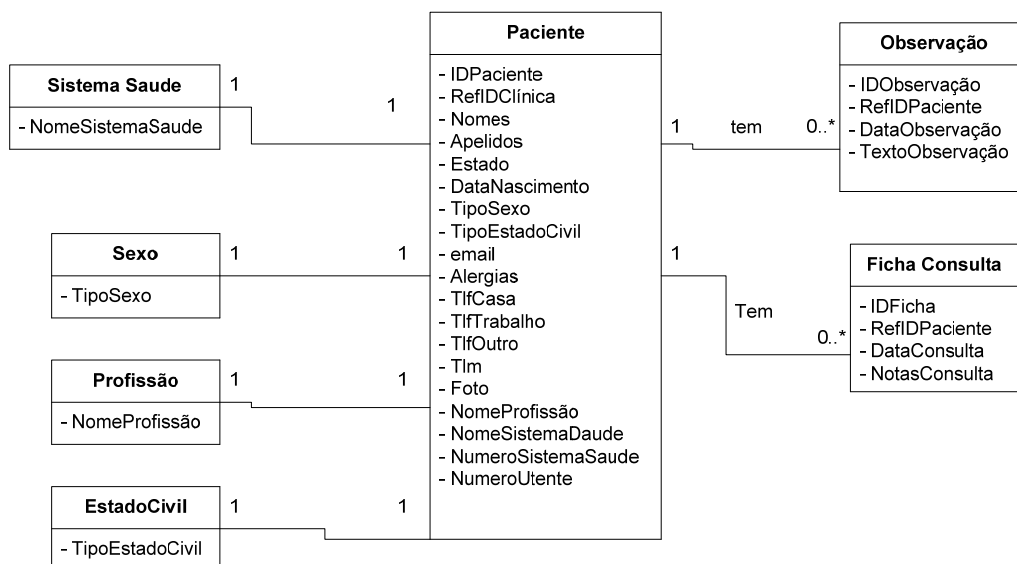 Sistema Saude
- NomeSistemaSaude
1
1
Sexo
- TipoSexo
1
1
Profissão
- NomeProfissão
1
1
EstadoCivil
- TipoEstadoCivil
1
1
Paciente
- IDPaciente
- RefIDClínica
- Nomes
- Apelidos
- Estado
- DataNascimento
- TipoSexo
- TipoEstadoCivil
- email
- Alergias
- TlfCasa
- TlfTrabalho
- TlfOutro
- Tlm
- Foto
- NomeProfissão
- NomeSistemaDaude
- NumeroSistemaSaude
- NumeroUtente
1
tem
0..*
Observação
- IDObservação
- RefIDPaciente
- DataObservação
- TextoObservação
1
Tem
0..*
Ficha Consulta
- IDFicha
- RefIDPaciente
- DataConsulta
- NotasConsulta